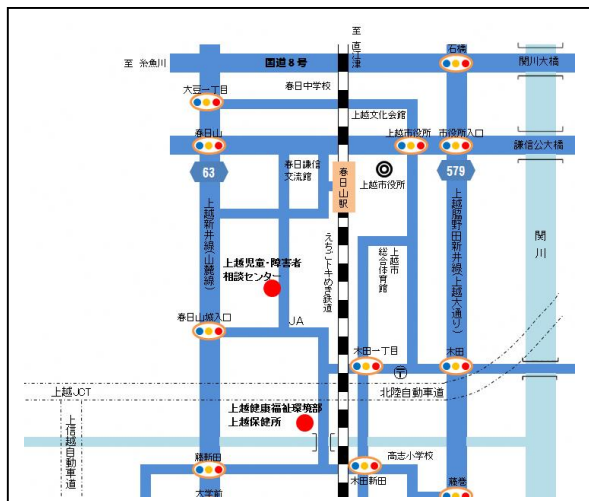 至 直江津
石橋
至 糸魚川
国道8号
関川大橋
春日中学校
大豆一丁目
上越文化会館
春日山
上越市役所
市役所入口
謙信公大橋
春日謙信
交流館
63
春日山駅
上越市役所
579
上越新井線(山麓線)
上越脇野田新井線(上越大通り)
関川
えちごトキめき鉄道
上越市
総合体育館
上越児童・障害者
相談センター
春日山城入口
JA
木田一丁目
〒
木田
上越JCT
北陸自動車道
上信越自動車道
上越健康福祉環境部
上越保健所
高志小学校
藤新田
木田新田
藤巻
大学前